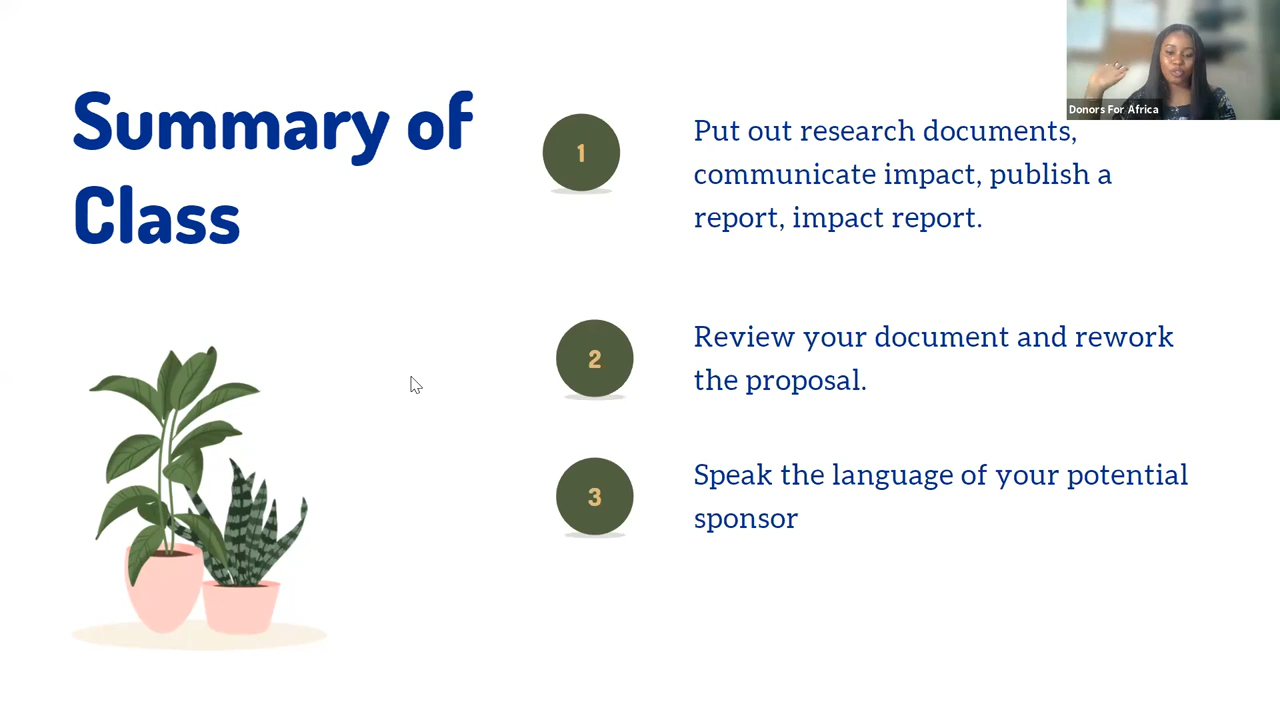 Summary of
Class
1
Put out research documents,
communicate impact, publish a
report, impact report.
2
Review your document and rework
the proposal.
3
Speak the language of your potential
sponsor
Donors For Africa